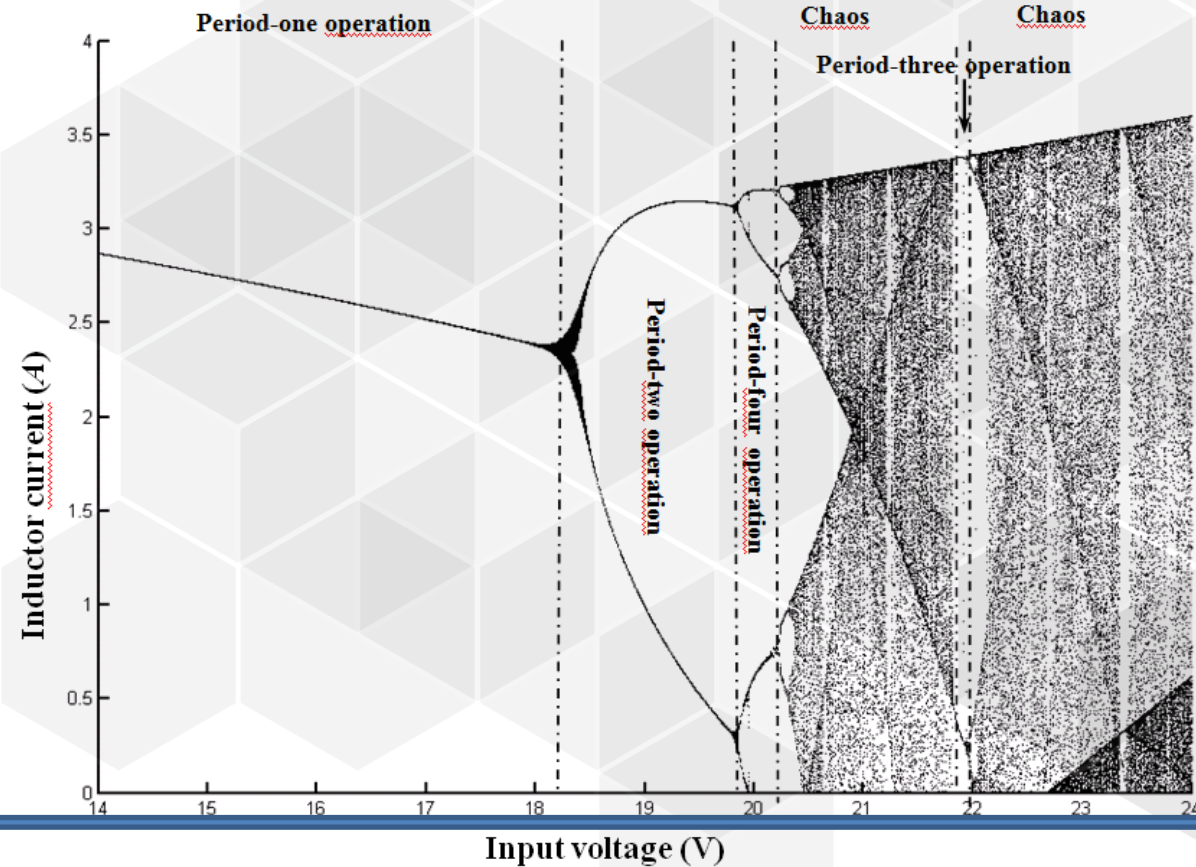 Chaos
Chaos
Period-one operation
Period-three operation
4
3.5
3
2.5
2
1.5
1
0.5
0
Inductor current (A)
Period-two operation
Period-four operation
14
15
16
17
18
19
20
21
22
23
24
Input voltage (V)